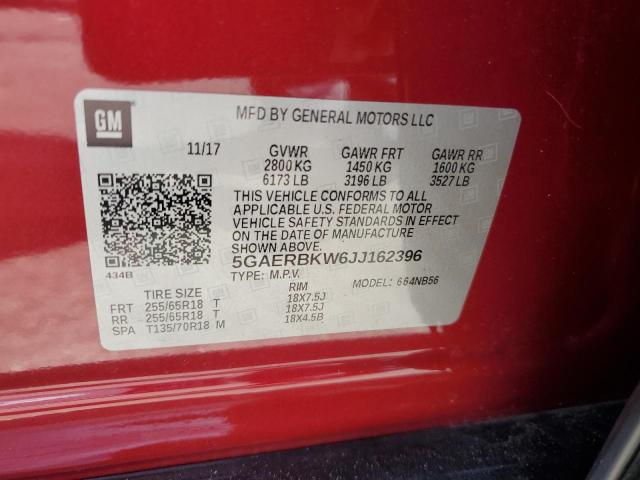 GM
MFD BY GENERAL MOTORS LLC
11/17 GVWR GAWR FRT GAWR RR
2800 KG 1450 KG 1600 KG
6173 LB 3196 LB 3527 LB
THIS VEHICLE CONFORMS TO ALL
APPLICABLE U.S. FEDERAL MOTOR
VEHICLE SAFETY STANDARDS IN EFFECT
ON THE DATE OF MANUFACTURE
SHOWN ABOVE.
434B
5GAERBKW6JJ162396
TYPE: M.P.V. MODEL: 664NB56
TIRE SIZE RIM
FRT 255/65R18 T 18X7.5J
RR 255/65R18 T 18X7.5J
SPA T135/70R18 M 18X4.5B